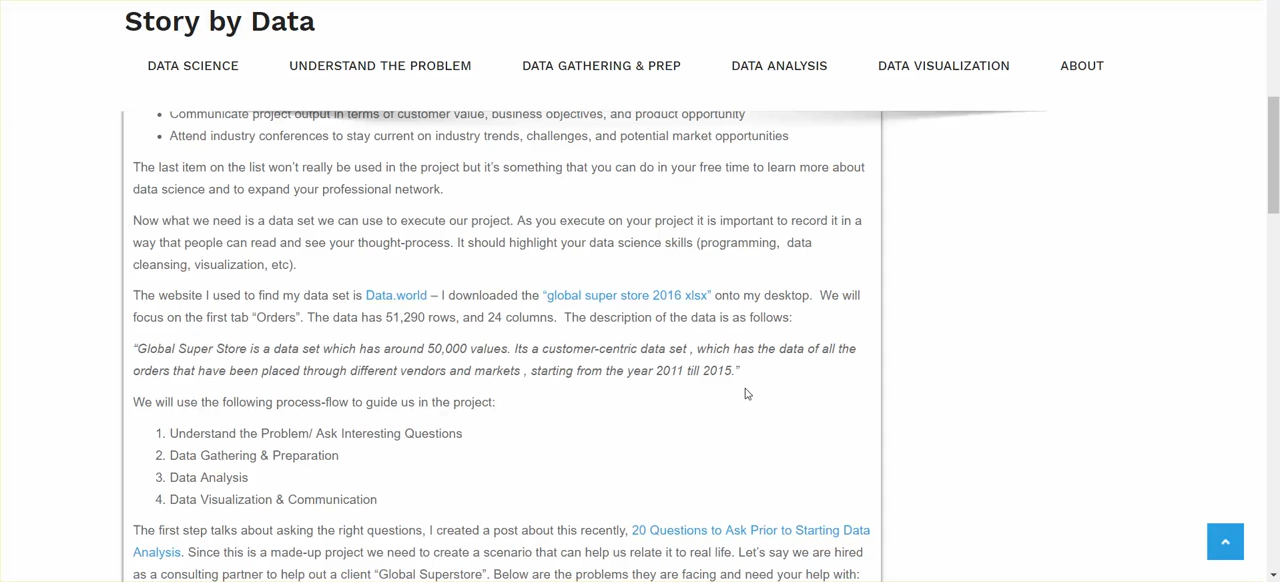 Story by Data
DATA SCIENCE UNDERSTAND THE PROBLEM DATA GATHERING & PREP DATA ANALYSIS DATA VISUALIZATION ABOUT
• Communicate project output in terms of customer value, business objectives, and product opportunity
• Attend industry conferences to stay current on industry trends, challenges, and potential market opportunities
The last item on the list won’t really be used in the project but it’s something that you can do in your free time to learn more about
data science and to expand your professional network.
Now what we need is a data set we can use to execute our project. As you execute on your project it is important to record it in a
way that people can read and see your thought-process. It should highlight your data science skills (programming, data
cleansing, visualization, etc).
The website I used to find my data set is Data.world – I downloaded the “global super store 2016 xlsx” onto my desktop. We will
focus on the first tab “Orders”. The data has 51,290 rows, and 24 columns. The description of the data is as follows:
“Global Super Store is a data set which has around 50,000 values. Its a customer-centric data set , which has the data of all the
orders that have been placed through different vendors and markets , starting from the year 2011 till 2015.”
We will use the following process-flow to guide us in the project:
1. Understand the Problem/ Ask Interesting Questions
2. Data Gathering & Preparation
3. Data Analysis
4. Data Visualization & Communication
The first step talks about asking the right questions, I created a post about this recently, 20 Questions to Ask Prior to Starting Data
Analysis. Since this is a made-up project we need to create a scenario that can help us relate it to real life. Let’s say we are hired
as a consulting partner to help out a client “Global Superstore”. Below are the problems they are facing and need your help with: